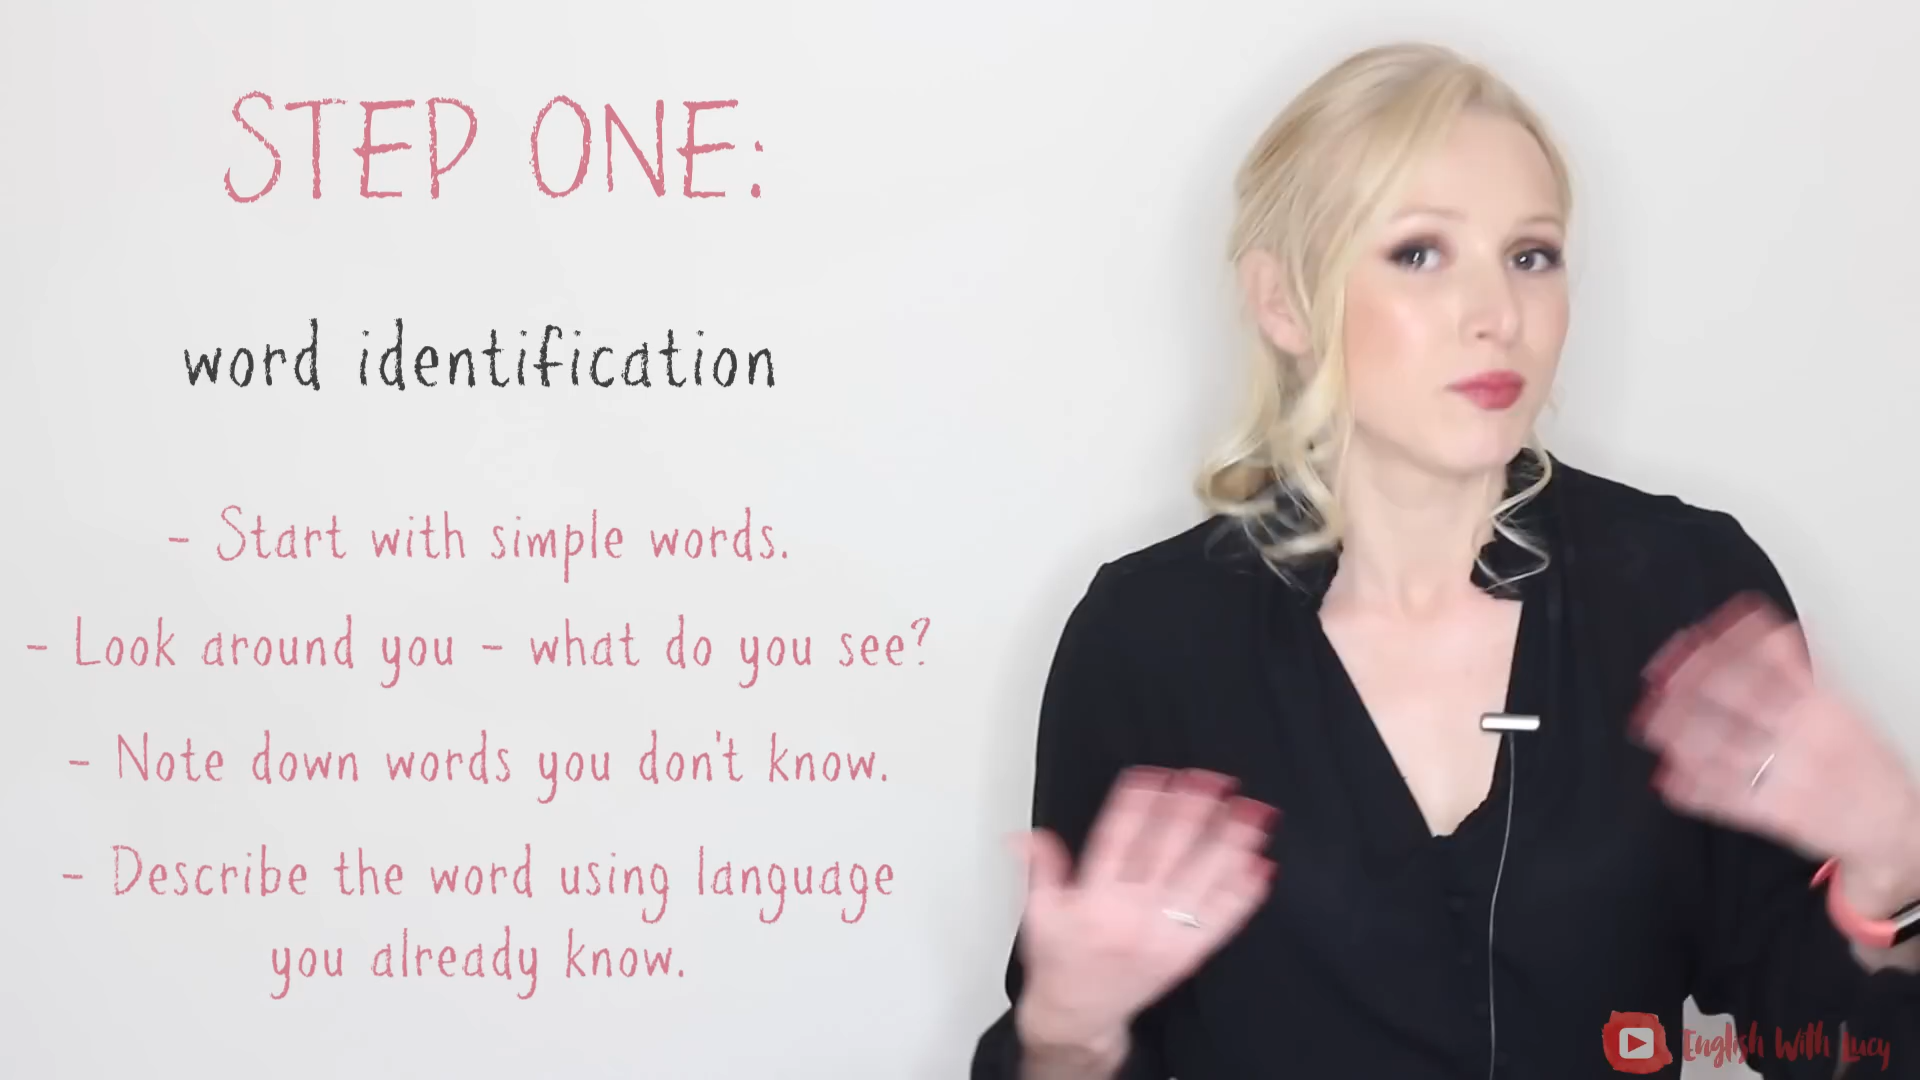 STEP ONE:
word identification
- Start with simple words.
- Look around you - what do you see?
- Note down words you don't know.
- Describe the word using language
you already know.
English With Lucy